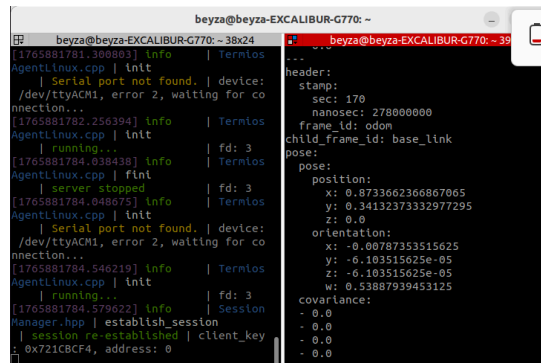 beyza@beyza-EXCALIBUR-G770: ~
beyza@beyza-EXCALIBUR-G770: ~ 38x24
[1765881781.300803] info | Termios
AgentLinux.cpp | init
| Serial port not found. | device:
/dev/ttyACM1, error 2, waiting for co
nnection...
[1765881782.256394] info | Termios
AgentLinux.cpp | init
| running... | fd: 3
[1765881784.038438] info | Termios
AgentLinux.cpp | fini
| server stopped | fd: 3
[1765881784.048675] info | Termios
AgentLinux.cpp | init
| Serial port not found. | device:
/dev/ttyACM1, error 2, waiting for co
nnection...
[1765881784.546219] info | Termios
AgentLinux.cpp | init
| running... | fd: 3
[1765881784.579622] info | Session
Manager.hpp | establish_session
| session re-established | client_key
: 0x721CBCF4, address: 0
beyza@beyza-EXCALIBUR-G770: ~ 39
---
header:
stamp:
sec: 170
nanosec: 278000000
frame_id: odom
child_frame_id: base_link
pose:
pose:
position:
x: 0.8733662366867065
y: 0.34132373332977295
z: 0.0
orientation:
x: -0.00787353515625
y: -6.103515625e-05
z: -6.103515625e-05
w: 0.53887939453125
covariance:
- 0.0
- 0.0
- 0.0
- 0.0